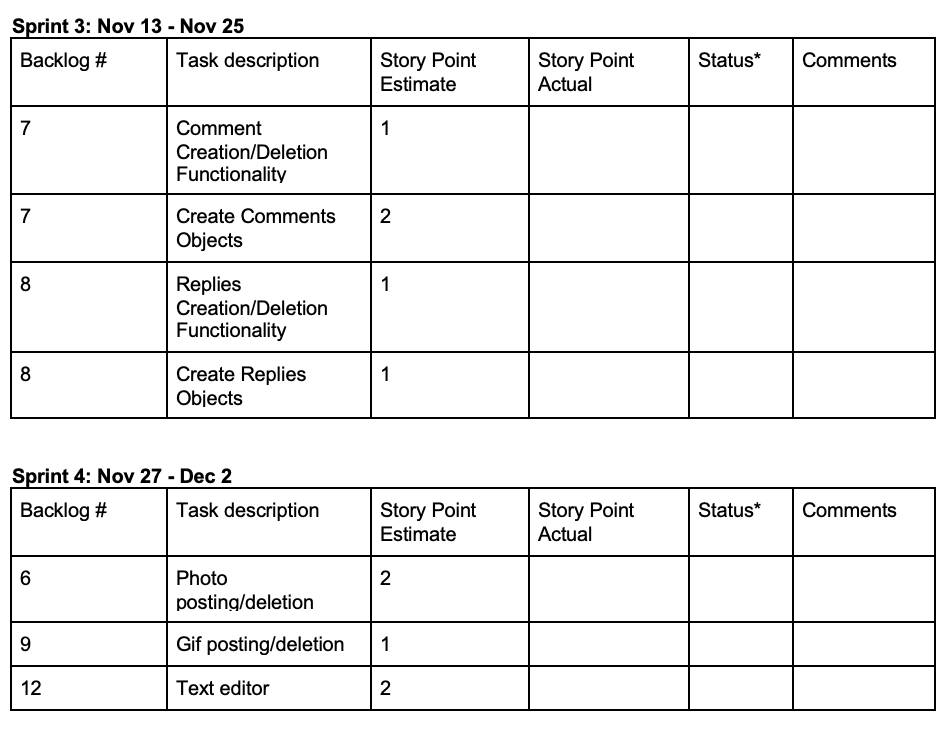 Sprint 3: Nov 13 - Nov 25
Backlog # Task description Story Point Estimate Story Point Actual Status* Comments
7 Comment Creation/Deletion Functionality 1
7 Create Comments Objects 2
8 Replies Creation/Deletion Functionality 1
8 Create Replies Objects 1
Sprint 4: Nov 27 - Dec 2
Backlog # Task description Story Point Estimate Story Point Actual Status* Comments
6 Photo posting/deletion 2
9 Gif posting/deletion 1
12 Text editor 2